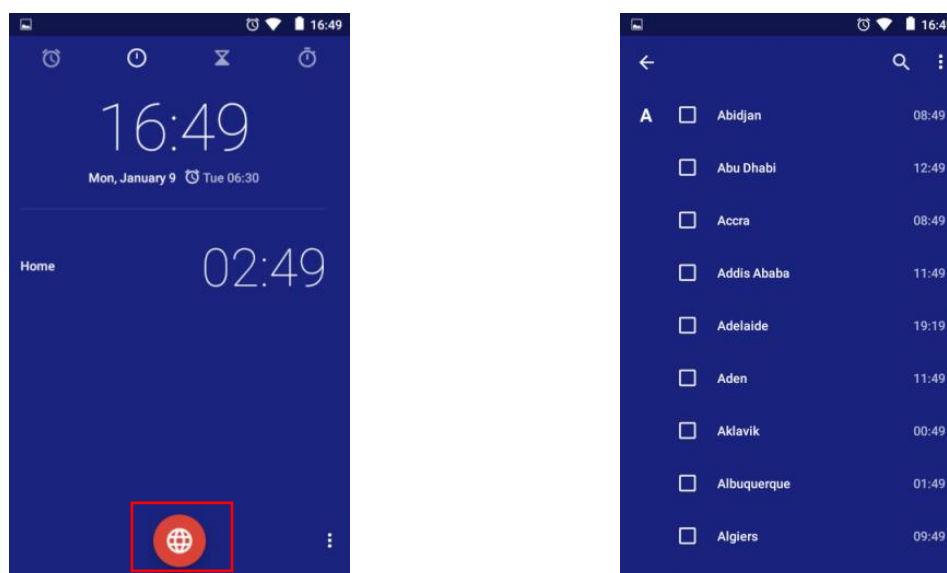 16:49
16:49
Mon, January 9 Tue 06:30
Home 02:49
16:4
A Abidjan 08:49
Abu Dhabi 12:49
Accra 08:49
Addis Ababa 11:49
Adelaide 19:19
Aden 11:49
Aklavik 00:49
Albuquerque 01:49
Algiers 09:49